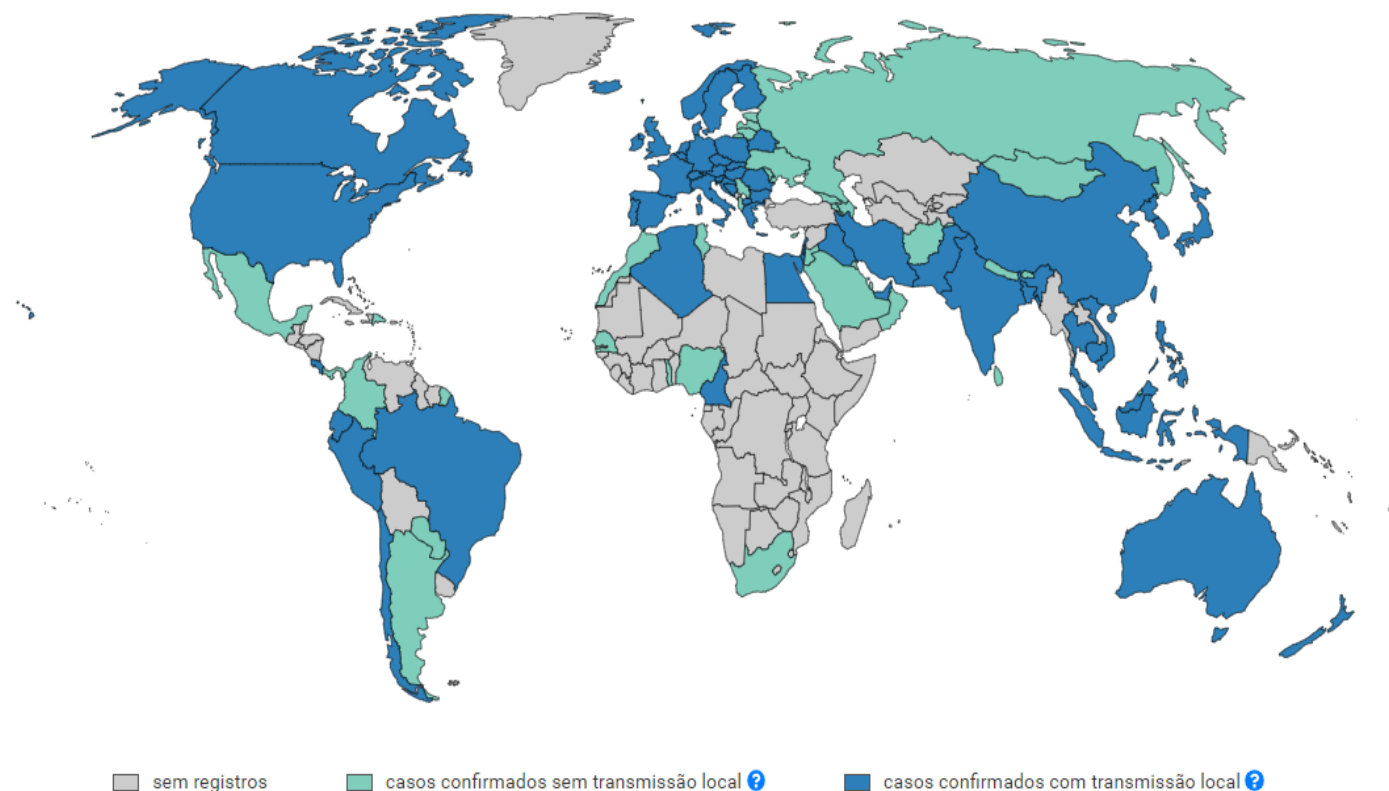 sem registros
casos confirmados sem transmissão local ?
casos confirmados com transmissão local ?